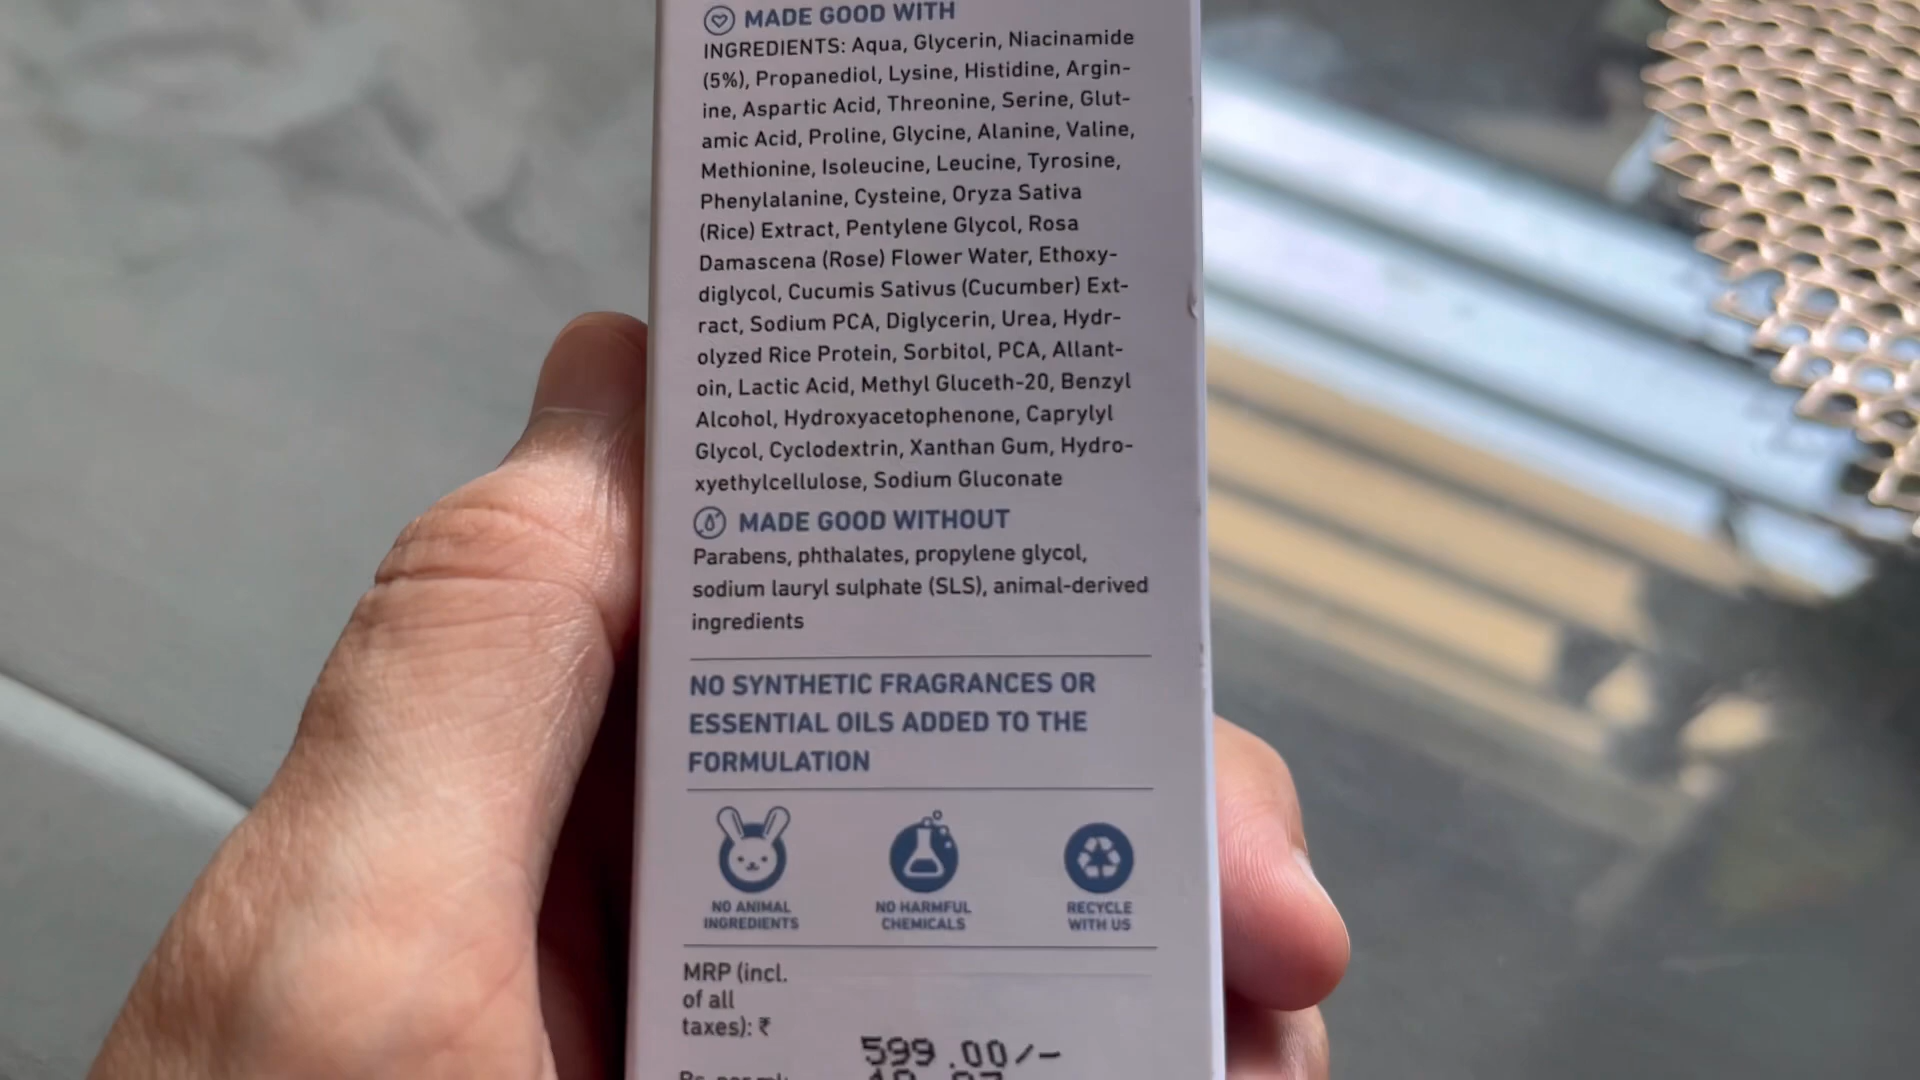 MADE GOOD WITH
INGREDIENTS: Aqua, Glycerin, Niacinamide
(5%), Propanediol, Lysine, Histidine, Argin-
ine, Aspartic Acid, Threonine, Serine, Glut-
amic Acid, Proline, Glycine, Alanine, Valine,
Methionine, Isoleucine, Leucine, Tyrosine,
Phenylalanine, Cysteine, Oryza Sativa
(Rice) Extract, Pentylene Glycol, Rosa
Damascena (Rose) Flower Water, Ethoxy-
diglycol, Cucumis Sativus (Cucumber) Ext-
ract, Sodium PCA, Diglycerin, Urea, Hydr-
olyzed Rice Protein, Sorbitol, PCA, Allant-
oin, Lactic Acid, Methyl Gluceth-20, Benzyl
Alcohol, Hydroxyacetophenone, Caprylyl
Glycol, Cyclodextrin, Xanthan Gum, Hydro-
xyethylcellulose, Sodium Gluconate
MADE GOOD WITHOUT
Parabens, phthalates, propylene glycol,
sodium lauryl sulphate (SLS), animal-derived
ingredients
NO SYNTHETIC FRAGRANCES OR
ESSENTIAL OILS ADDED TO THE
FORMULATION
NO ANIMAL
INGREDIENTS
NO HARMFUL
CHEMICALS
RECYCLE
WITH US
MRP (incl.
of all
taxes): ₹
599.00/-